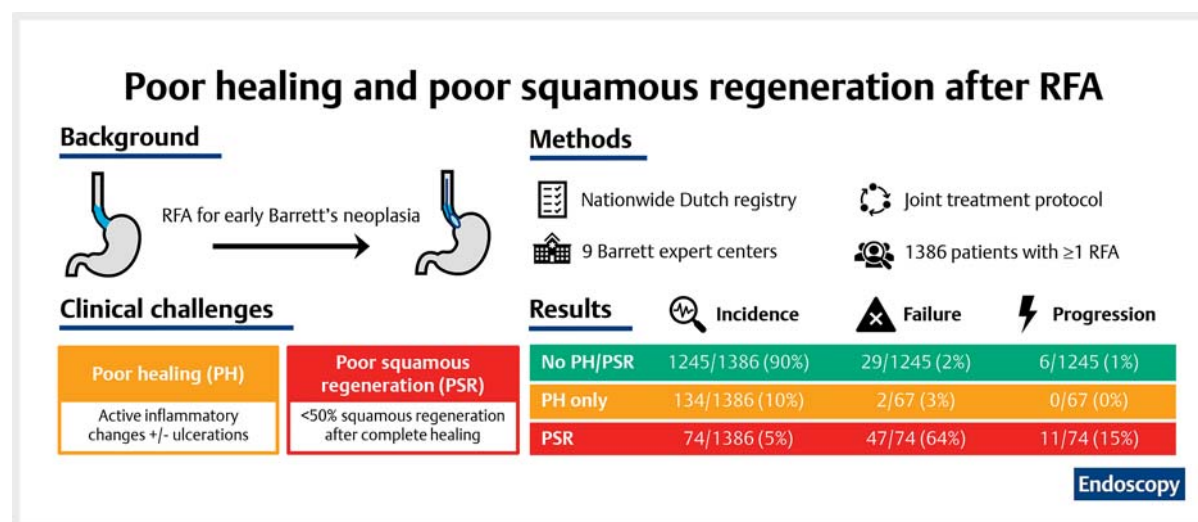 Poor healing and poor squamous regeneration after RFA
Background
RFA for early Barrett's neoplasia
Methods
Nationwide Dutch registry
Joint treatment protocol
9 Barrett expert centers
1386 patients with ≥1 RFA
Clinical challenges
Poor healing (PH)
Active inflammatory
changes +/- ulcerations
Poor squamous
regeneration (PSR)
<50% squamous regeneration
after complete healing
Results Incidence Failure Progression
No PH/PSR 1245/1386 (90%) 29/1245 (2%) 6/1245 (1%)
PH only 134/1386 (10%) 2/67 (3%) 0/67 (0%)
PSR 74/1386 (5%) 47/74 (64%) 11/74 (15%)
Endoscopy